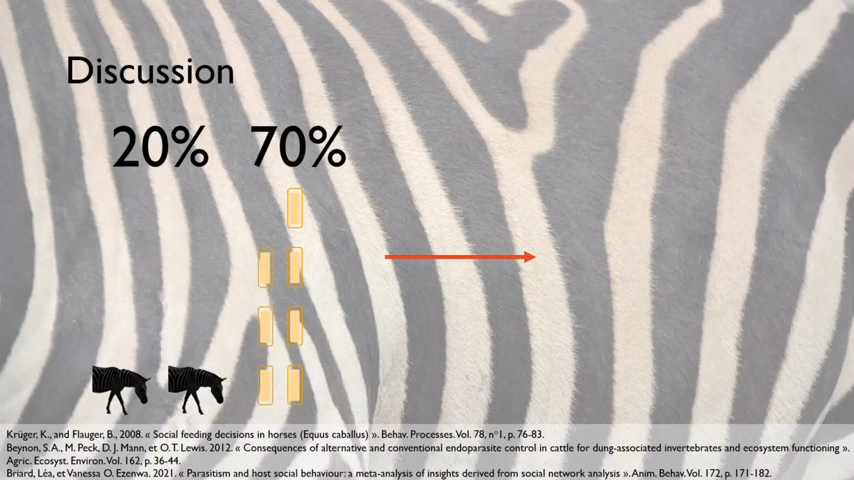 Discussion
20% 70%
Krüger, K., and Flauger, B., 2008. « Social feeding decisions in horses (Equus caballus) ». Behav. Processes. Vol. 78, n°1, p. 76-83.
Beynon, S.A., M. Peck, D. J. Mann, et O.T. Lewis. 2012. « Consequences of alternative and conventional endoparasite control in cattle for dung-associated invertebrates and ecosystem functioning ».
Agric. Ecosyst. Environ. Vol. 162, p. 36-44.
Briard, Léa, et Vanessa O. Ezenwa. 2021. « Parasitism and host social behaviour: a meta-analysis of insights derived from social network analysis ». Anim. Behav. Vol. 172, p. 171-182.